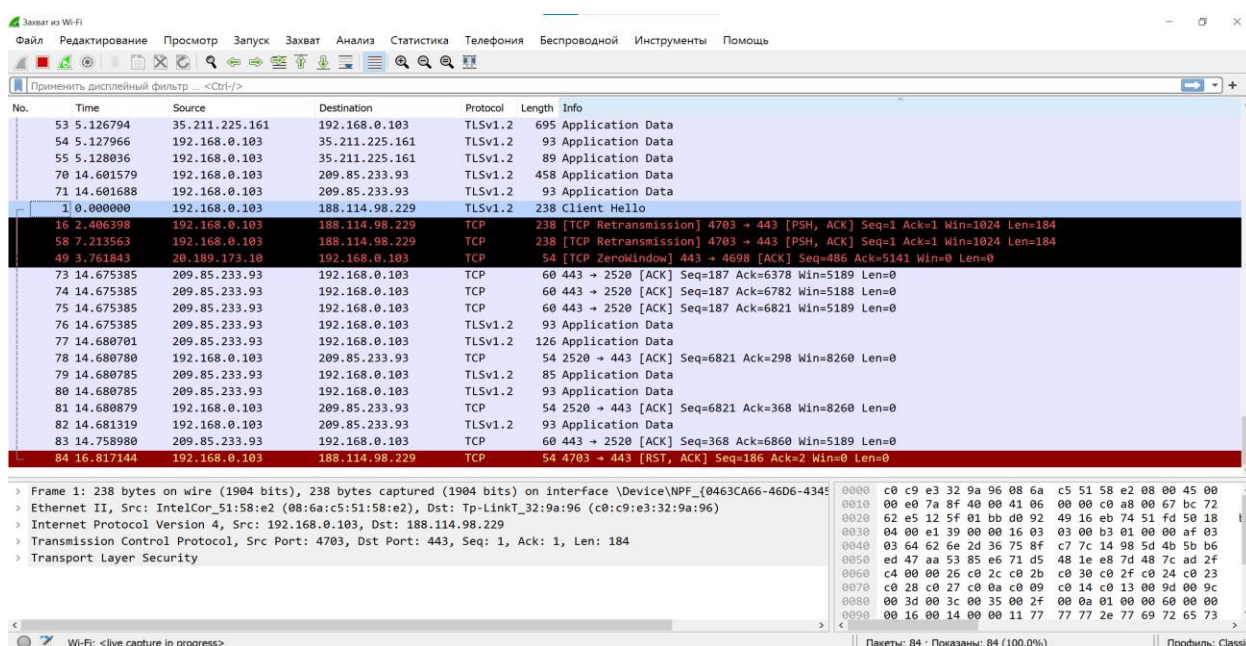 Захват из Wi-Fi
Файл Редактирование Просмотр Запуск Захват Анализ Статистика Телефония Беспроводной Инструменты Помощь
Применить дисплейный фильтр ... <Ctrl-/>
No. Time Source Destination Protocol Length Info
53 5.126794 35.211.225.161 192.168.0.103 TLSv1.2 695 Application Data
54 5.127966 192.168.0.103 35.211.225.161 TLSv1.2 93 Application Data
55 5.128036 192.168.0.103 35.211.225.161 TLSv1.2 89 Application Data
70 14.601579 192.168.0.103 209.85.233.93 TLSv1.2 458 Application Data
71 14.601688 192.168.0.103 209.85.233.93 TLSv1.2 93 Application Data
1 0.000000 192.168.0.103 188.114.98.229 TLSv1.2 238 Client Hello
16 2.406398 192.168.0.103 188.114.98.229 TCP 238 [TCP Retransmission] 4703 → 443 [PSH, ACK] Seq=1 Ack=1 Win=1024 Len=184
58 7.213563 192.168.0.103 188.114.98.229 TCP 238 [TCP Retransmission] 4703 → 443 [PSH, ACK] Seq=1 Ack=1 Win=1024 Len=184
49 3.761843 20.189.173.10 192.168.0.103 TCP 54 [TCP ZeroWindow] 443 → 4698 [ACK] Seq=486 Ack=5141 Win=0 Len=0
73 14.675385 209.85.233.93 192.168.0.103 TCP 60 443 → 2520 [ACK] Seq=187 Ack=6378 Win=5189 Len=0
74 14.675385 209.85.233.93 192.168.0.103 TCP 60 443 → 2520 [ACK] Seq=187 Ack=6782 Win=5188 Len=0
75 14.675385 209.85.233.93 192.168.0.103 TCP 60 443 → 2520 [ACK] Seq=187 Ack=6821 Win=5189 Len=0
76 14.675385 209.85.233.93 192.168.0.103 TLSv1.2 93 Application Data
77 14.680701 209.85.233.93 192.168.0.103 TLSv1.2 126 Application Data
78 14.680780 192.168.0.103 209.85.233.93 TCP 54 2520 → 443 [ACK] Seq=6821 Ack=298 Win=8260 Len=0
79 14.680785 209.85.233.93 192.168.0.103 TLSv1.2 85 Application Data
80 14.680785 209.85.233.93 192.168.0.103 TLSv1.2 93 Application Data
81 14.680879 192.168.0.103 209.85.233.93 TCP 54 2520 → 443 [ACK] Seq=6821 Ack=368 Win=8260 Len=0
82 14.681319 192.168.0.103 209.85.233.93 TLSv1.2 93 Application Data
83 14.758980 209.85.233.93 192.168.0.103 TCP 60 443 → 2520 [ACK] Seq=368 Ack=6860 Win=5189 Len=0
84 16.817144 192.168.0.103 188.114.98.229 TCP 54 4703 → 443 [RST, ACK] Seq=186 Ack=2 Win=0 Len=0
> Frame 1: 238 bytes on wire (1904 bits), 238 bytes captured (1904 bits) on interface \Device\NPF_{0463CA66-46D6-4345
> Ethernet II, Src: IntelCor_51:58:e2 (08:6a:c5:51:58:e2), Dst: Tp-LinkT_32:9a:96 (c0:c9:e3:32:9a:96)
> Internet Protocol Version 4, Src: 192.168.0.103, Dst: 188.114.98.229
> Transmission Control Protocol, Src Port: 4703, Dst Port: 443, Seq: 1, Ack: 1, Len: 184
> Transport Layer Security
0000 c0 c9 e3 32 9a 96 08 6a c5 51 58 e2 08 00 45 00
0010 00 e0 7a 8f 40 00 41 06 00 00 c0 a8 00 67 bc 72
0020 62 e5 12 5f 01 bb d0 92 49 16 eb 74 51 fd 50 18
0030 04 00 e1 39 00 00 16 03 03 00 b3 01 00 00 af 03
0040 03 64 62 6e 2d 36 75 8f c7 7c 14 98 5d 4b 5b b6
0050 ed 47 aa 53 85 e6 71 d5 48 1e e8 7d 48 7c ad 2f
0060 c4 00 00 26 c0 2c c0 2b c0 30 c0 2f c0 24 c0 23
0070 c0 28 c0 27 c0 0a c0 09 c0 14 c0 13 00 9d 00 9c
0080 00 3d 00 3c 00 35 00 2f 00 0a 01 00 00 60 00 00
0090 00 16 00 14 00 00 11 77 77 77 2e 77 69 72 65 73
Wi-Fi: <live capture in progress>
Пакеты: 84 · Показаны: 84 (100.0%)
Профиль: Classi